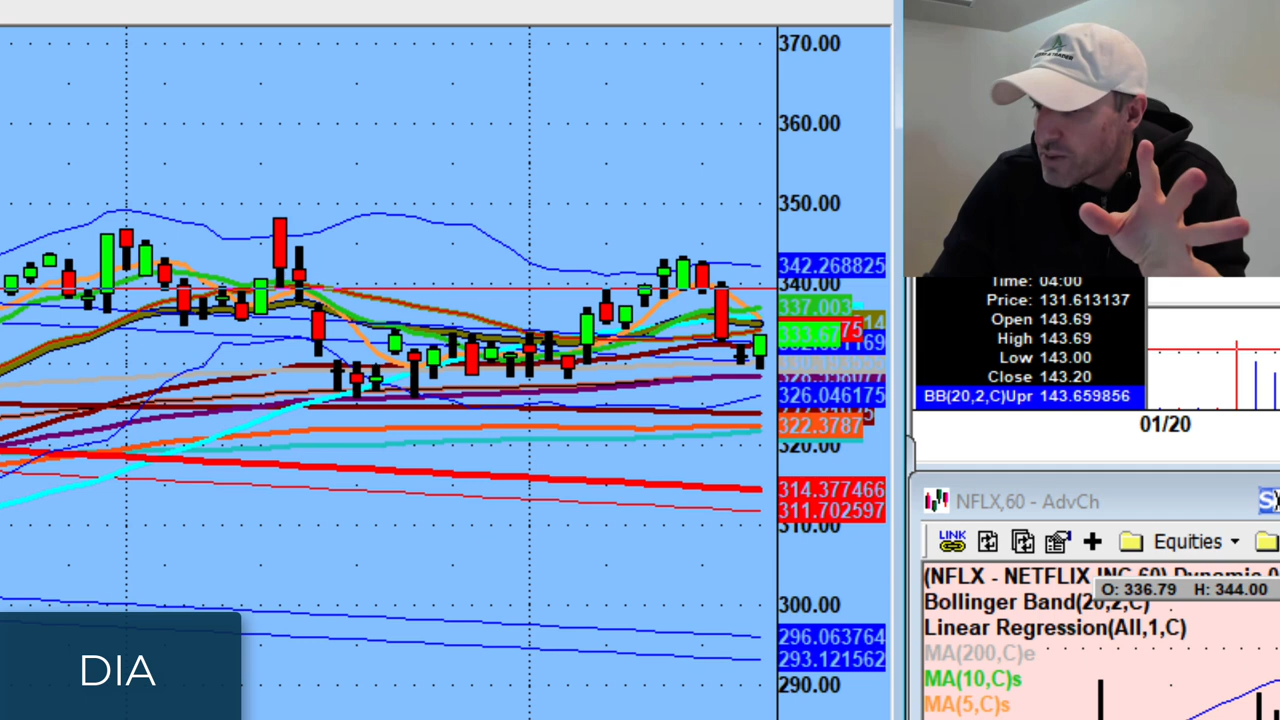 370.00
360.00
350.00
342.268825
340.00
337.003
333.67
326.046175
322.3787
320.00
314.377466
311.702597
310.00
300.00
296.063764
293.121562
290.00
DIA
Time: 04:00
Price: 131.613137
Open 143.69
High 143.69
Low 143.00
Close 143.20
BB(20,2,C)Upr 143.659856
01/20
NFLX,60 - AdvCh
LINK
Equities
(NFLX - NETFLIX INC,60) Dynamic
O: 336.79 H: 344.00
Bollinger Band(20,2,C)
Linear Regression(All,1,C)
MA(200,C)e
MA(10,C)s
MA(5,C)s